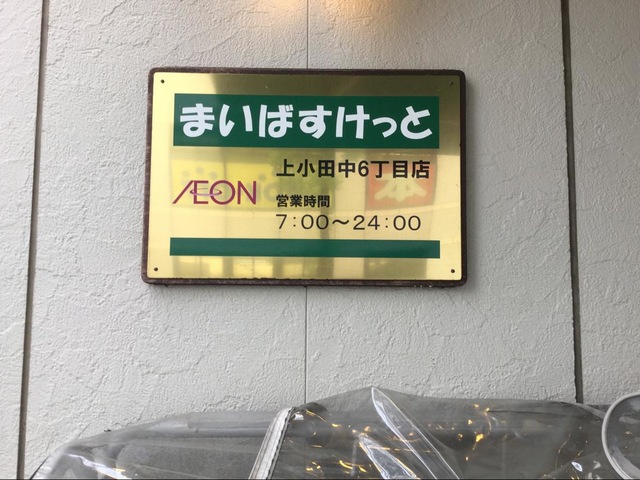 まいばすけっと
上小田中6丁目店
ÆON
営業時間
7:00〜24:00
本